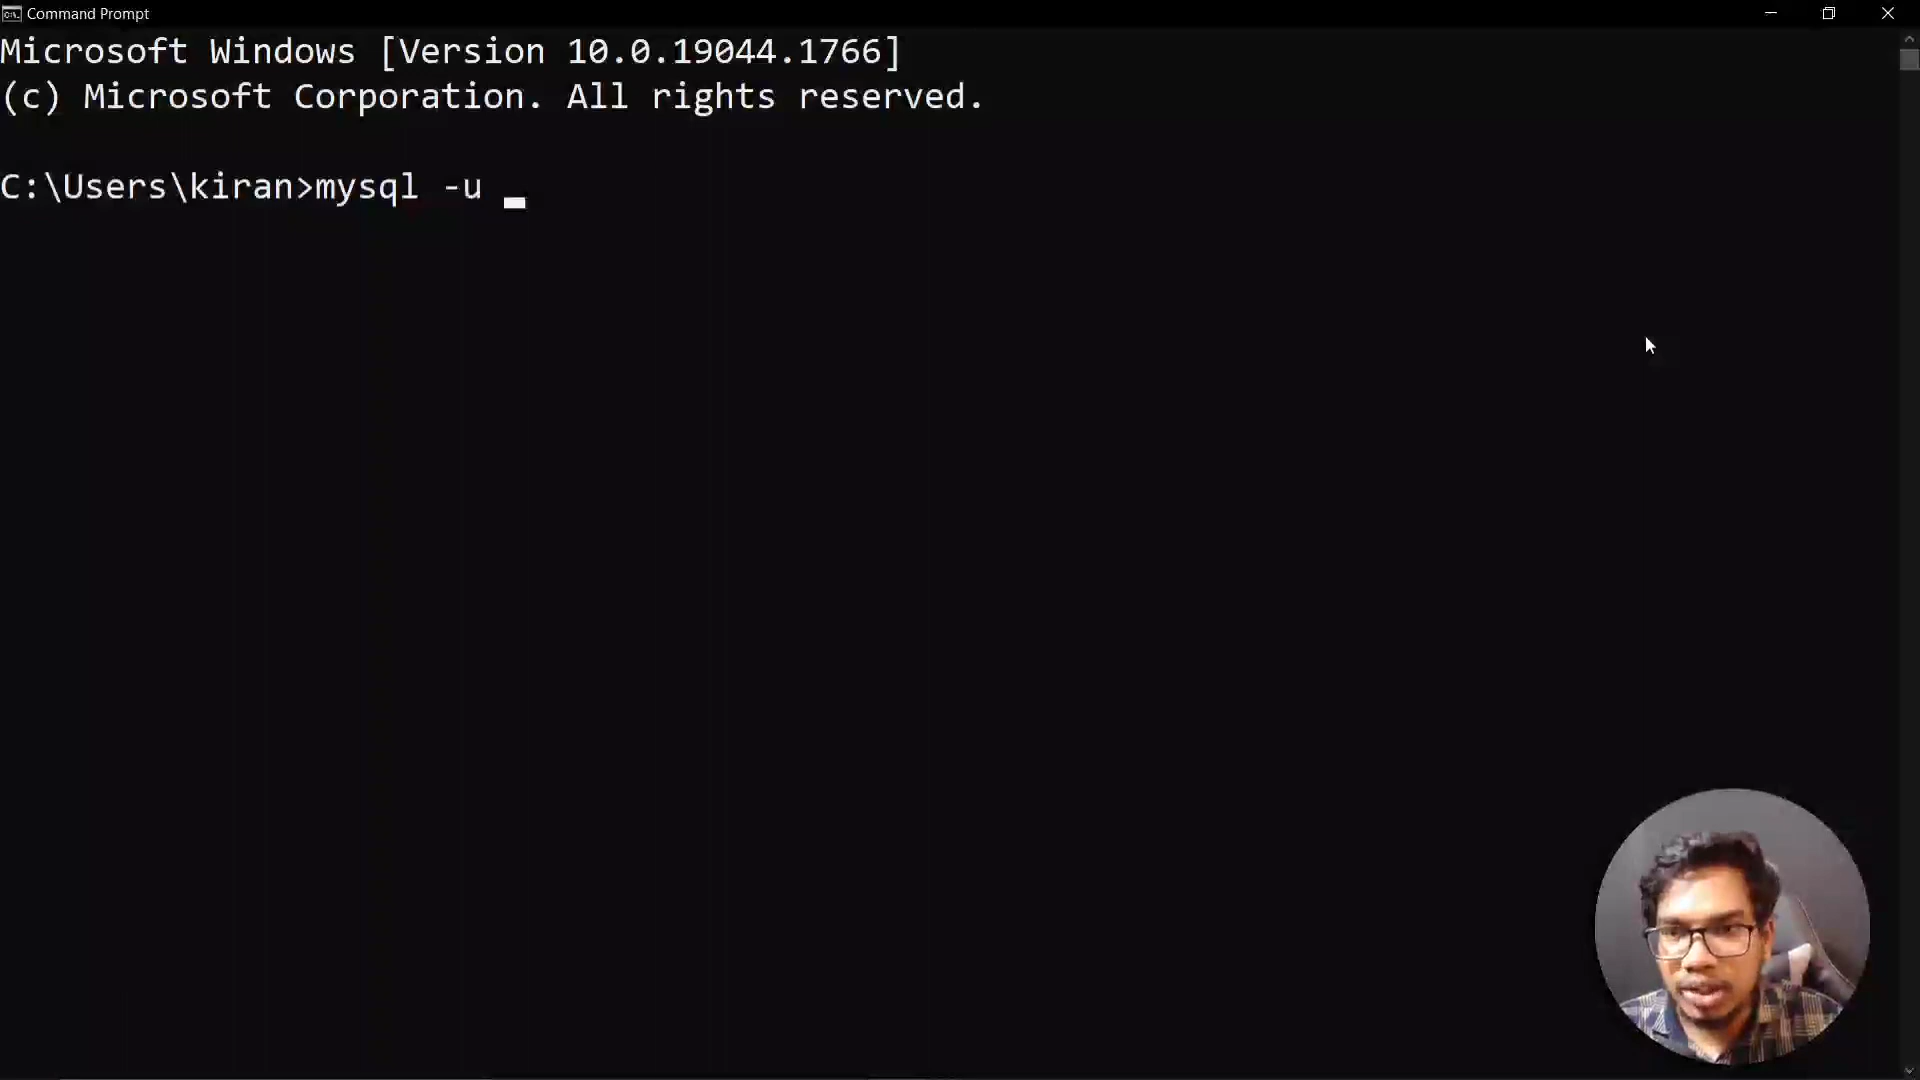 Command Prompt
Microsoft Windows [Version 10.0.19044.1766]
(c) Microsoft Corporation. All rights reserved.
C:\Users\kiran>mysql -u